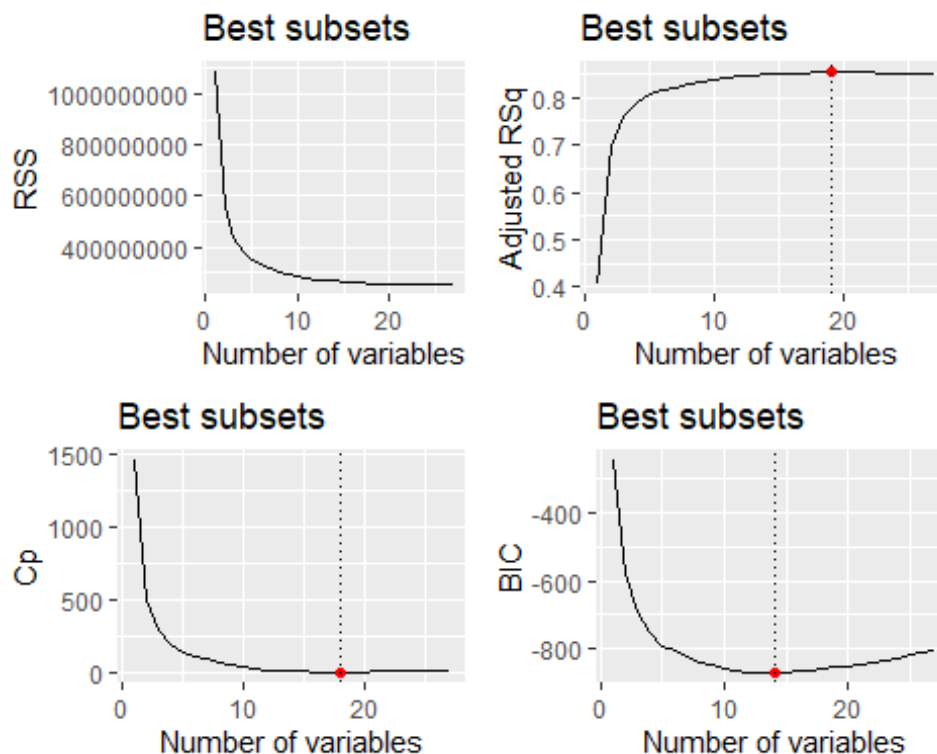 Best subsets
RSS
1000000000
800000000
600000000
400000000
0 10 20
Number of variables
Best subsets
Adjusted RSq
0.8
0.7
0.6
0.5
0.4
0 10 20
Number of variables
Best subsets
Cp
1500
1000
500
0
0 10 20
Number of variables
Best subsets
BIC
-400
-600
-800
0 10 20
Number of variables